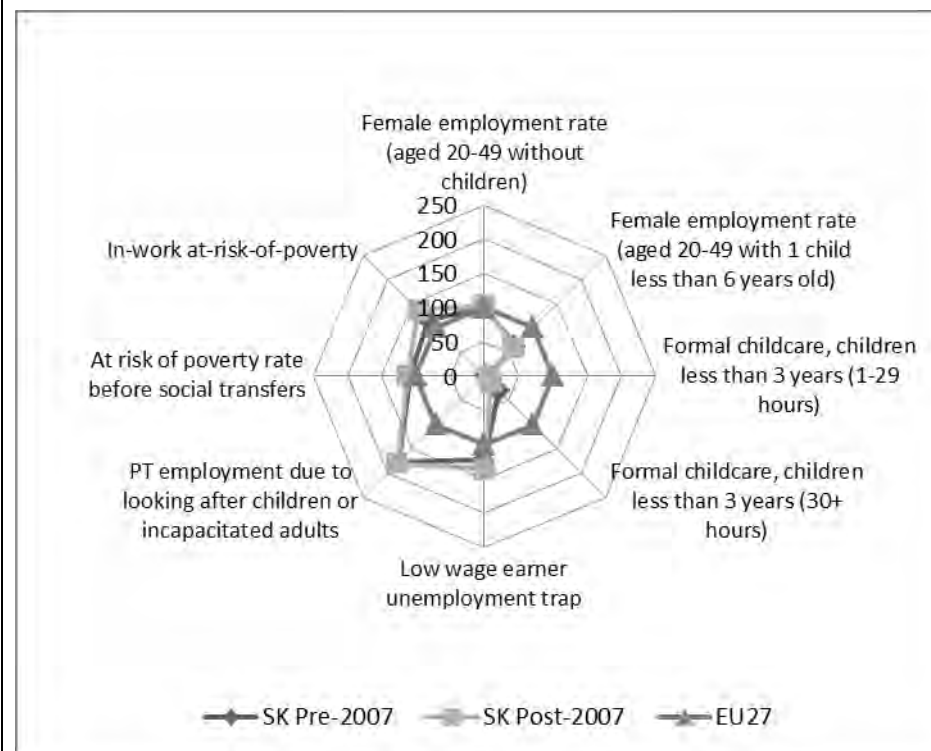 Female employment rate
(aged 20-49 without
children)
250
200
150
100
50
0
Female employment rate
(aged 20-49 with 1 child
less than 6 years old)
Formal childcare, children
less than 3 years (1-29
hours)
Formal childcare, children
less than 3 years (30+
hours)
Low wage earner
unemployment trap
PT employment due to
looking after children or
incapacitated adults
At risk of poverty rate
before social transfers
In-work at-risk-of-poverty
SK Pre-2007 SK Post-2007 EU27